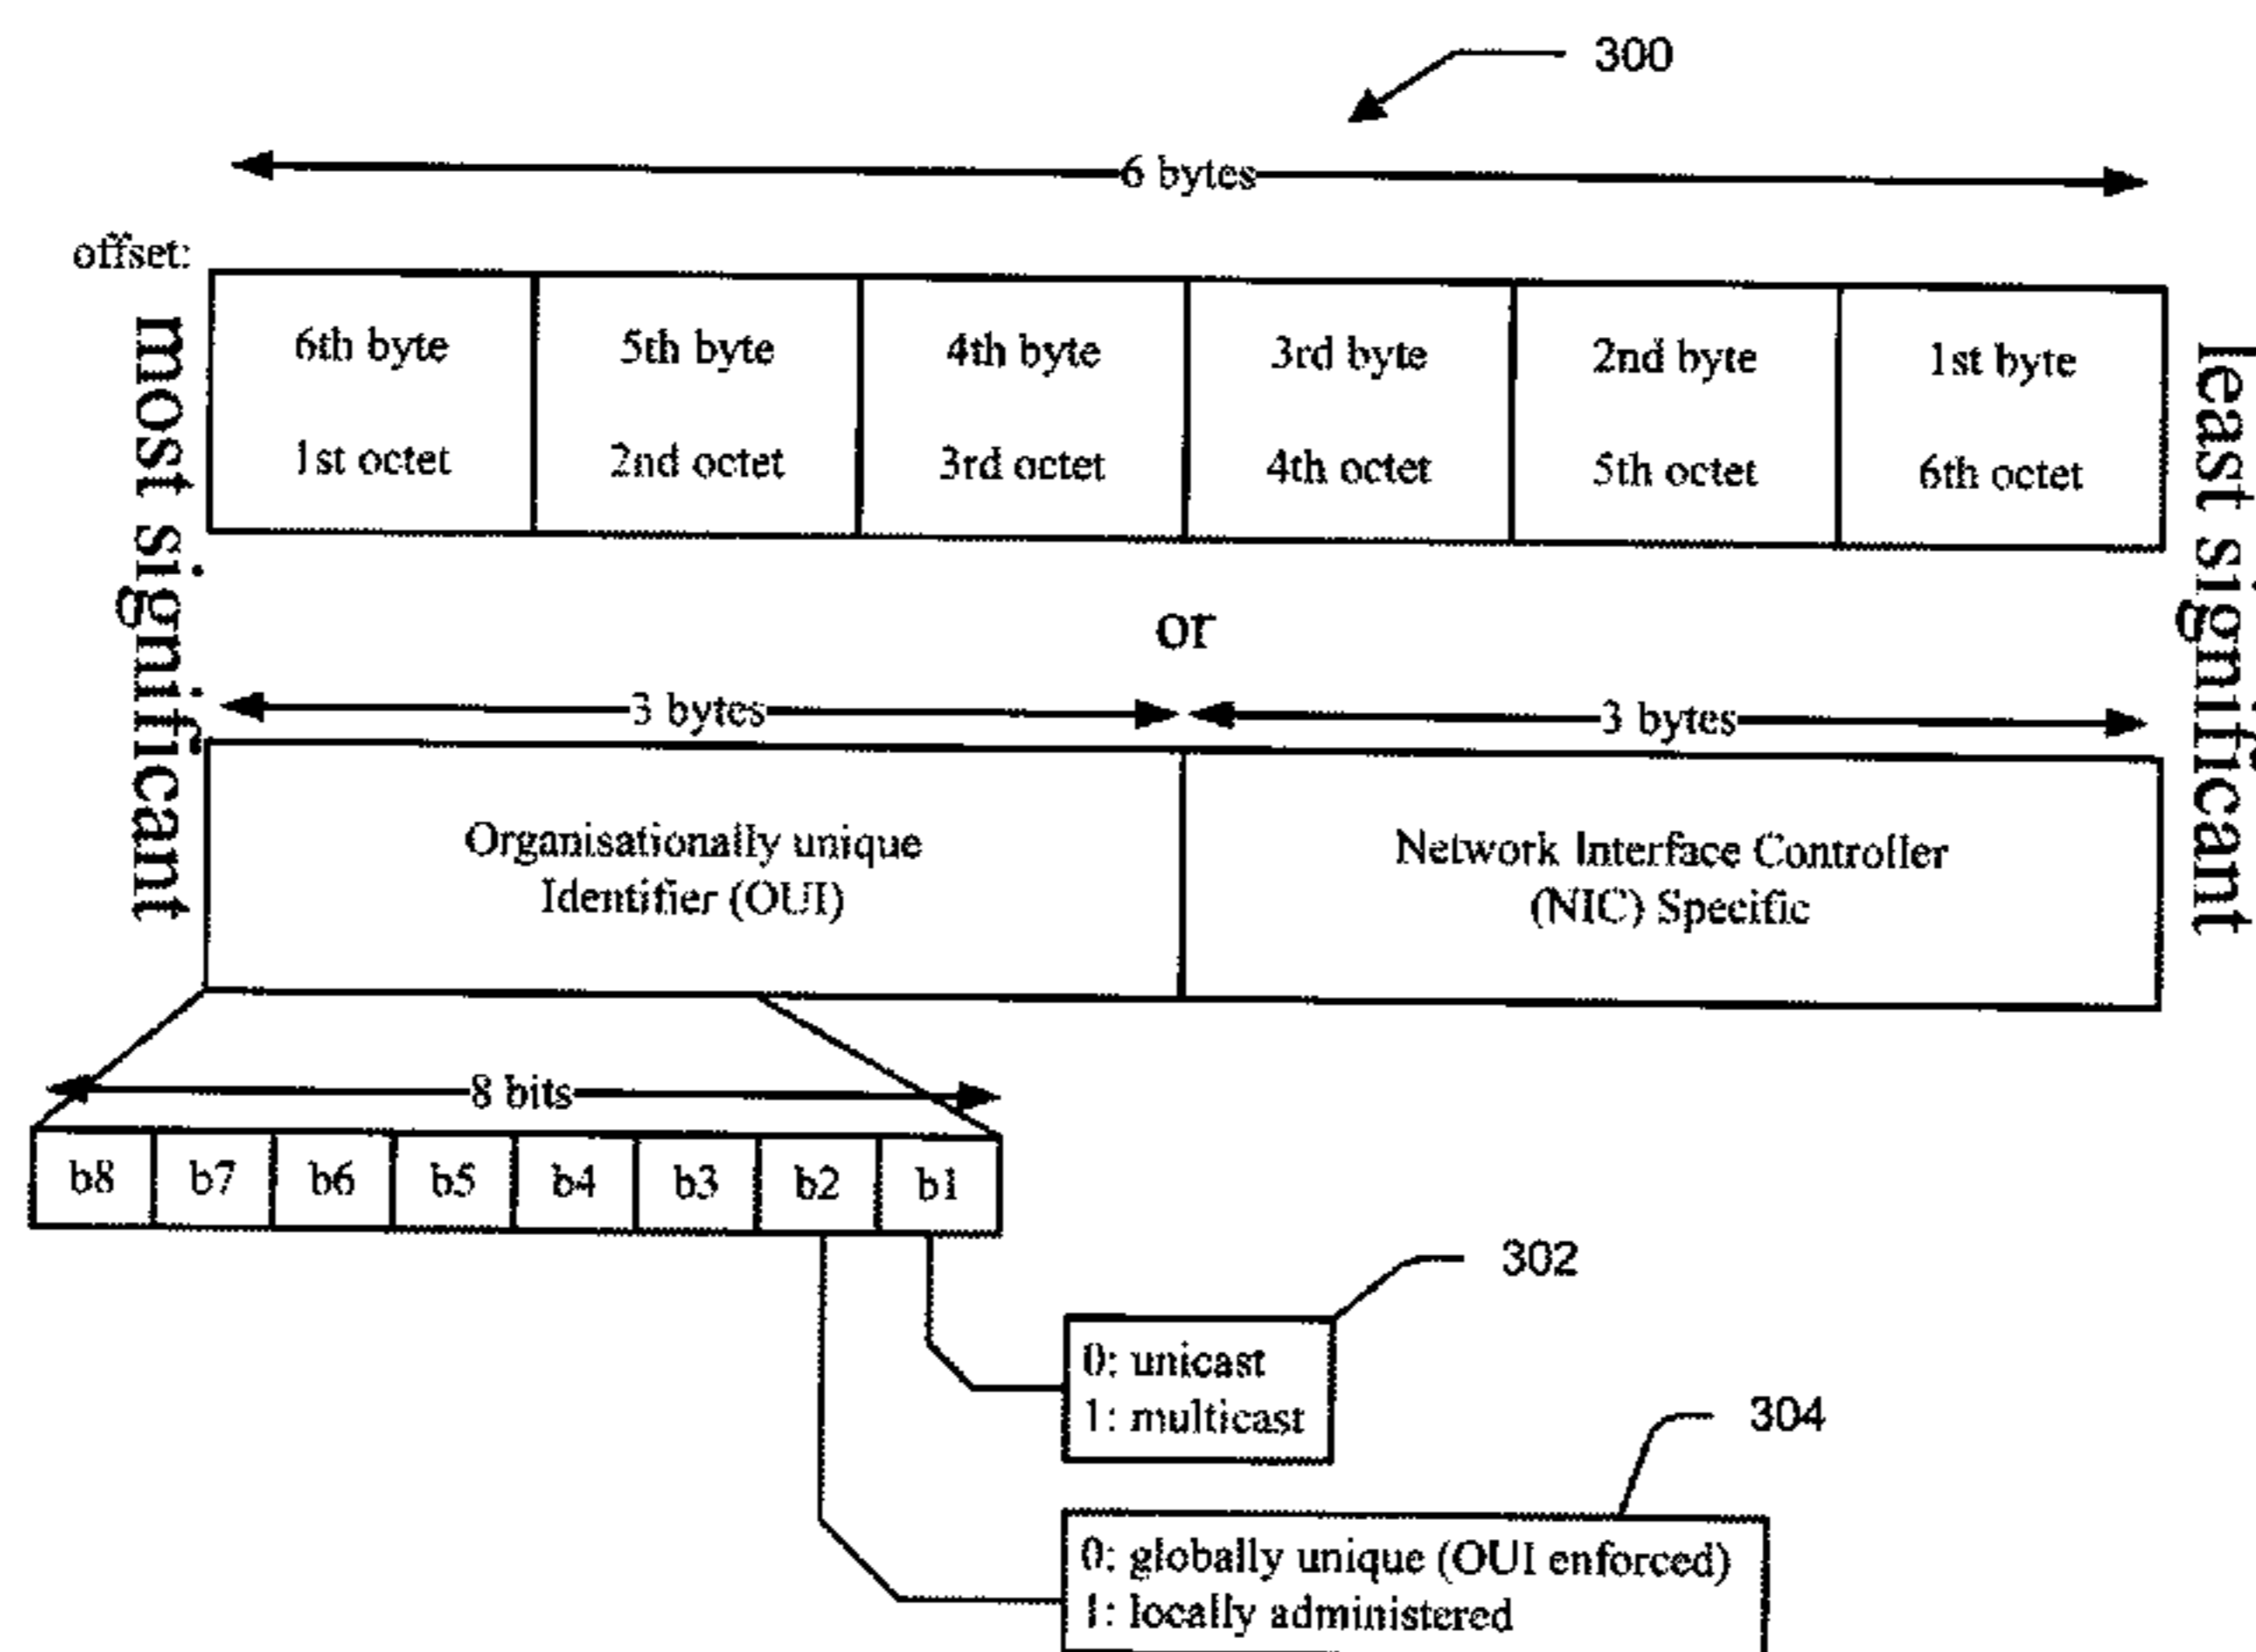 300
6 bytes
offset:
most significant
6th byte
5th byte
4th byte
3rd byte
2nd byte
1st byte
1st octet
2nd octet
3rd octet
4th octet
5th octet
6th octet
least significant
or
3 bytes
3 bytes
Organisationally unique
Identifier (OUI)
Network Interface Controller
(NIC) Specific
8 bits
b8
b7
b6
b5
b4
b3
b2
b1
302
0: unicast
1: multicast
304
0: globally unique (OUI enforced)
1: locally administered